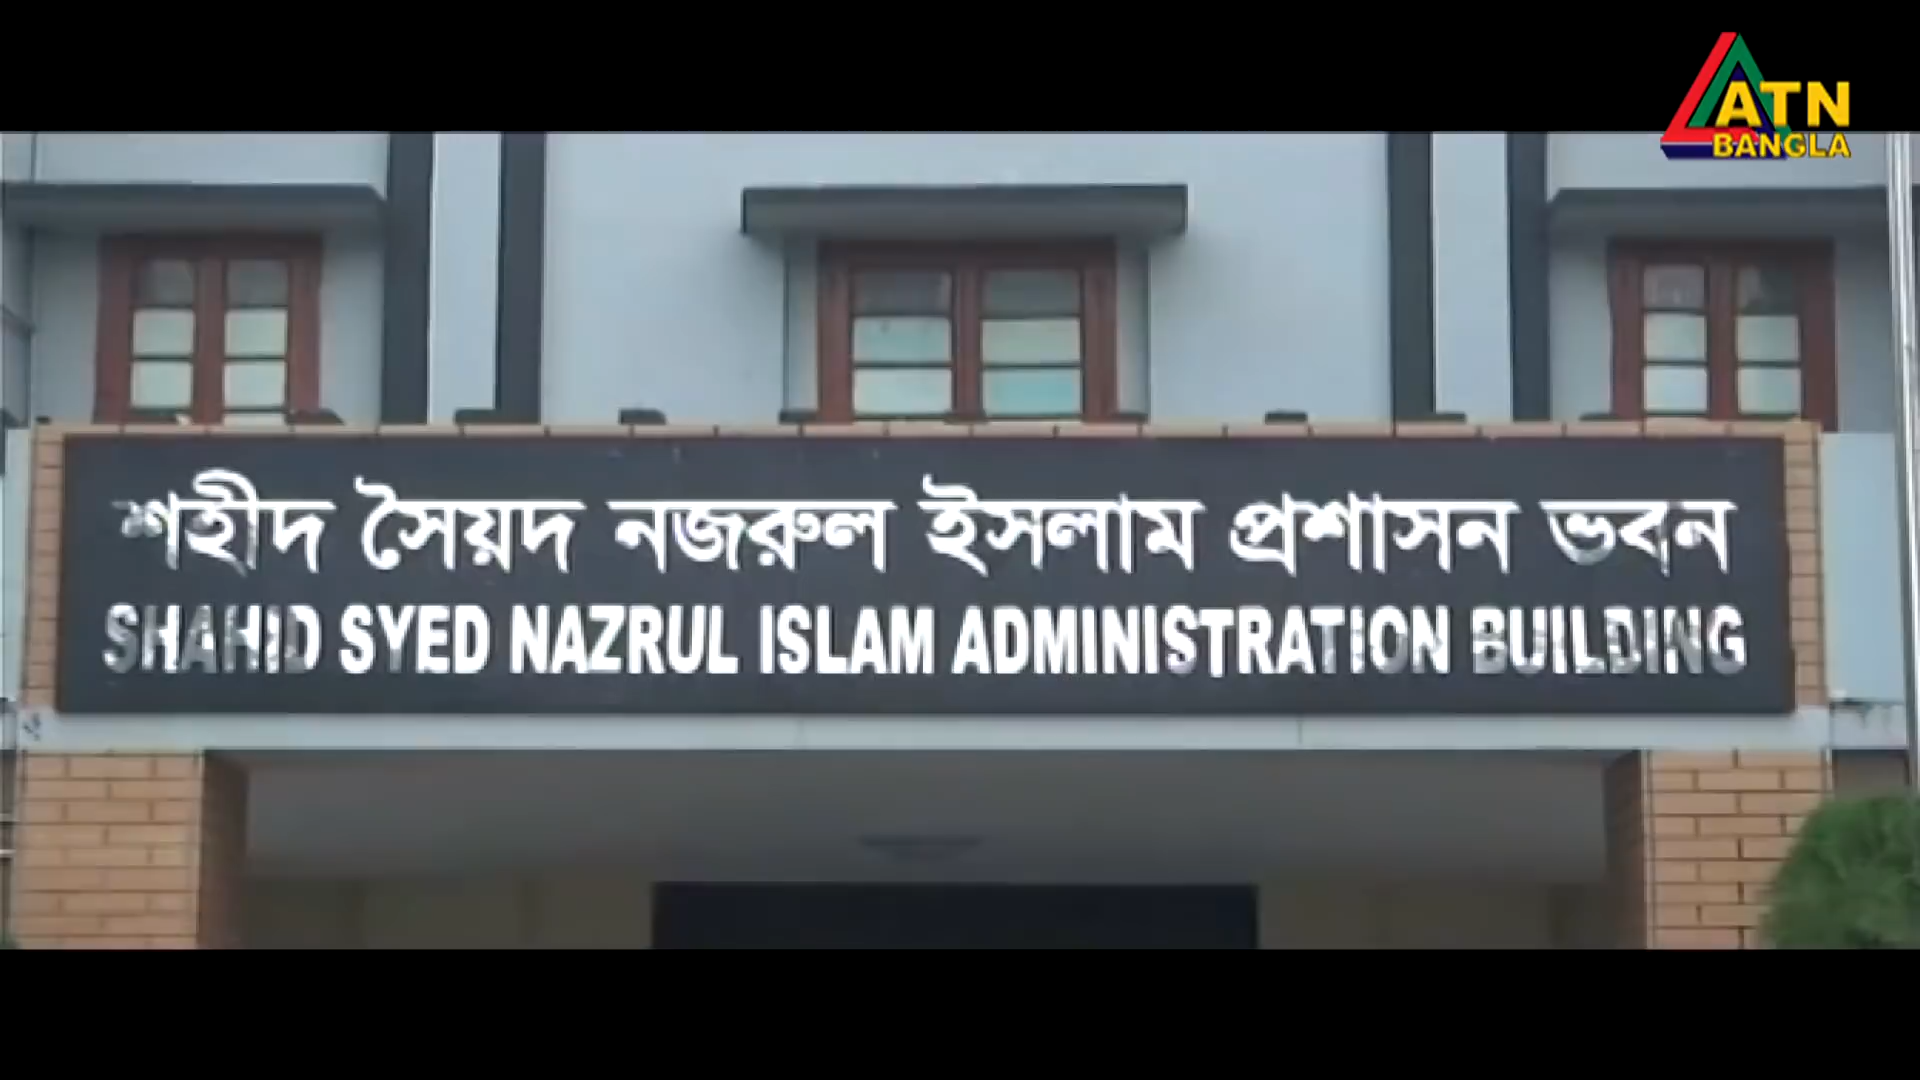 ATN
BANGLA
শহীদ সৈয়দ নজরুল ইসলাম প্রশাসন ভবন
SHAHID SYED NAZRUL ISLAM ADMINISTRATION BUILDING